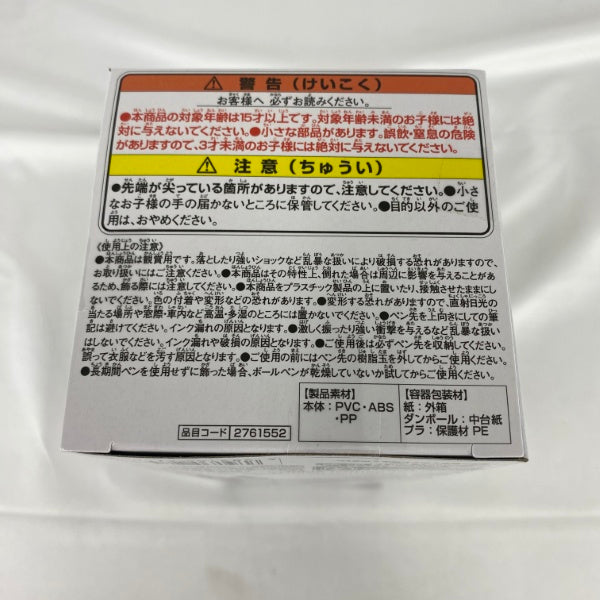 ⚠ 警告（けいこく）
お客様へ 必ずお読みください。
●本商品の対象年齢は15才以上です。対象年齢未満のお子様には絶
対に与えないでください。●小さな部品があります。誤飲・窒息の危険
がありますので、3才未満のお子様には絶対に与えないでください。
⚠ 注意（ちゅうい）
●先端が尖っている箇所がありますので、注意してください。●小さ
なお子様の手の届かないところに保管してください。●目的以外のご使
用は、おやめください。
《使用上の注意》
●本商品は観賞用です。落としたり強いショックなど乱暴な扱いにより破損する恐れがありますので、
お取り扱いにはご注意ください。●本商品はその特性上、倒れた場合は周辺に影響を与えることがあ
るため、飾る際には注意してください。●本商品をプラスチック製品の上に置いたり、接触させたままにし
ないでください。色の付着や変形などの恐れがあります。●変形する恐れがありますので、直射日光の
当たる場所や窓際・車内など高温・多湿のところには置かないでください。●ペン先を上向きにしての筆
記は避けてください。インク漏れの原因となります。●激しく振ったり強い衝撃を与えるなど乱暴な扱い
はしないでください。インク漏れや破損の原因となります。●ご使用後は必ずペン先を収納してください。
誤って衣服などを汚す原因となります。●ご使用の前にはペン先の樹脂玉を外してからご使用ください。
●長期間ペンを使用せずに飾った場合、ボールペンが乾燥していないか試してからご使用ください。
品目コード 2761552
【製品素材】
本体：PVC・ABS
・PP
【容器包装材】
紙：外箱
ダンボール：中台紙
プラ：保護材 PE